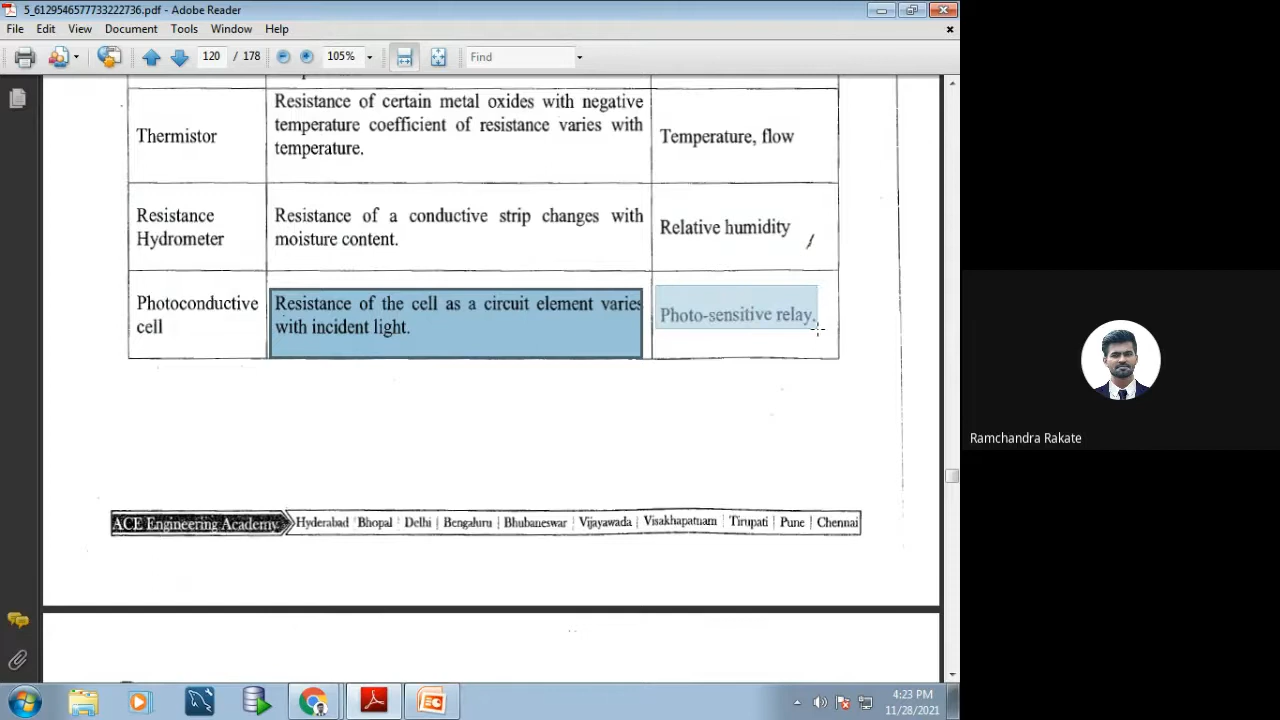 5_6129546577733222736.pdf - Adobe Reader
File Edit View Document Tools Window Help
120 / 178 105% Find
Thermistor
Resistance of certain metal oxides with negative
temperature coefficient of resistance varies with
temperature.
Temperature, flow
Resistance
Hydrometer
Resistance of a conductive strip changes with
moisture content.
Relative humidity
Photoconductive
cell
Resistance of the cell as a circuit element varies
with incident light.
Photo-sensitive relay.
ACE Engineering Academy Hyderabad | Bhopal | Delhi | Bengaluru | Bhubaneswar | Vijayawada | Visakhapatnam | Tirupati | Pune | Chennai
Ramchandra Rakate
4:23 PM
11/28/2021